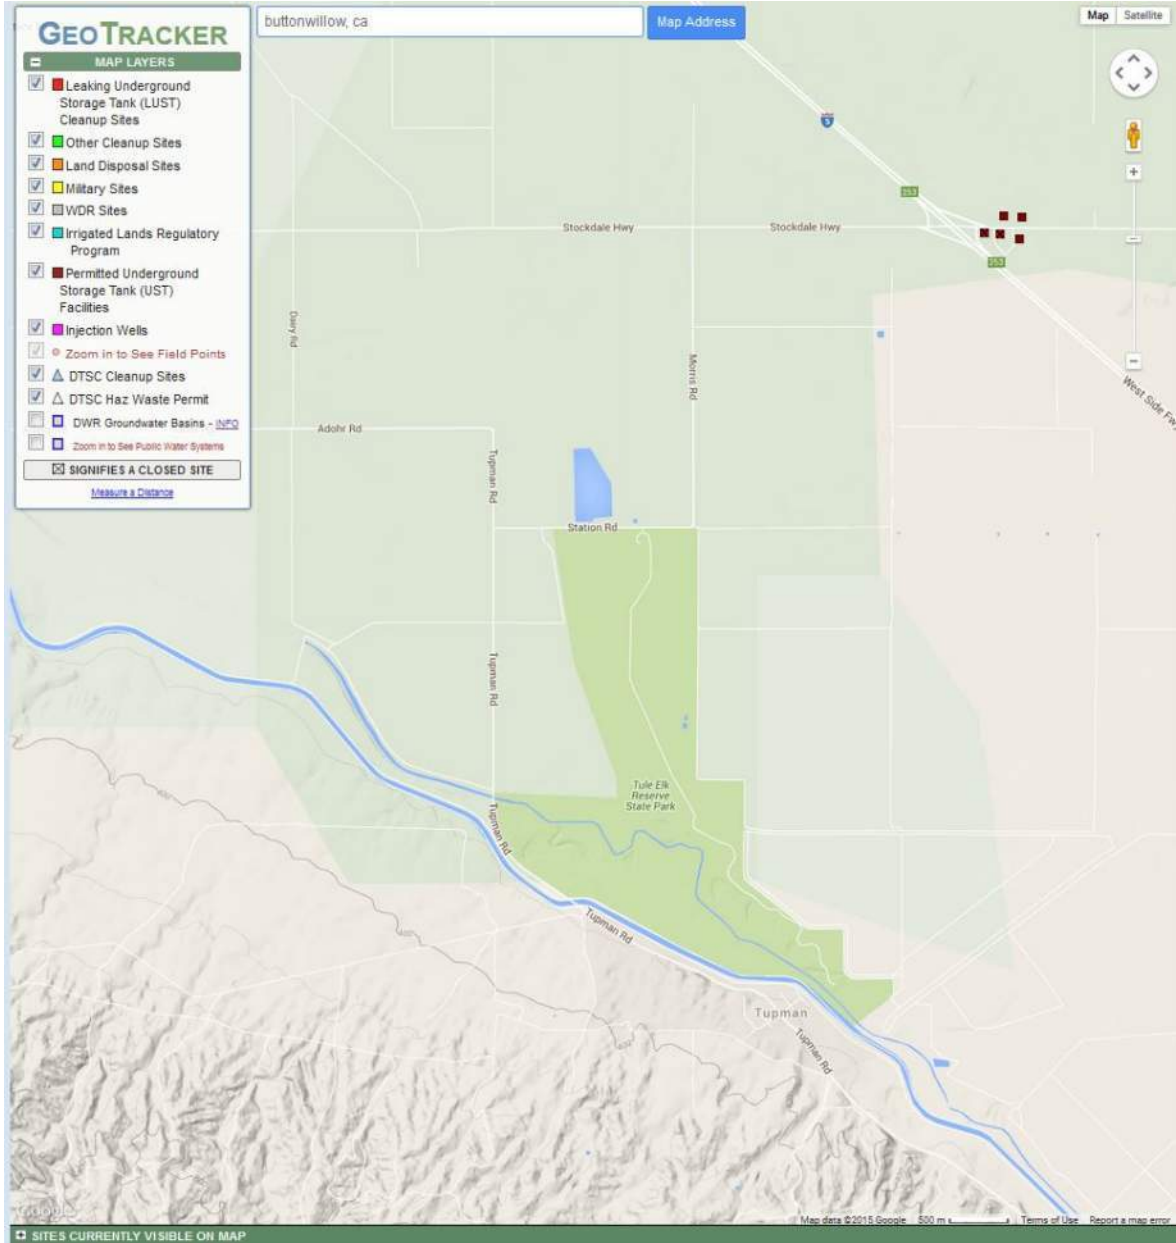 GEOTRACKER
MAP LAYERS
Leaking Underground
Storage Tank (LUST)
Cleanup Sites
Other Cleanup Sites
Land Disposal Sites
Military Sites
WDR Sites
Irrigated Lands Regulatory
Program
Permitted Underground
Storage Tank (UST)
Facilities
Injection Wells
Zoom in to See Field Points
DTSC Cleanup Sites
DTSC Haz Waste Permit
DWR Groundwater Basins - INFO
Zoom in to See Public Water Systems
SIGNIFIES A CLOSED SITE
Measure a Distance
buttonwillow, ca
Map Address
Map Satellite
5
253
Stockdale Hwy
Stockdale Hwy
253
Dairy Rd
Morris Rd
West Side Fwy
Adohr Rd
Tupman Rd
Station Rd
Tupman Rd
Tule Elk
Reserve
State Park
Tupman Rd
Tupman Rd
Tupman
Tupman Rd
400
Google
Map data ©2015 Google
500 m
Terms of Use
Report a map error
SITES CURRENTLY VISIBLE ON MAP